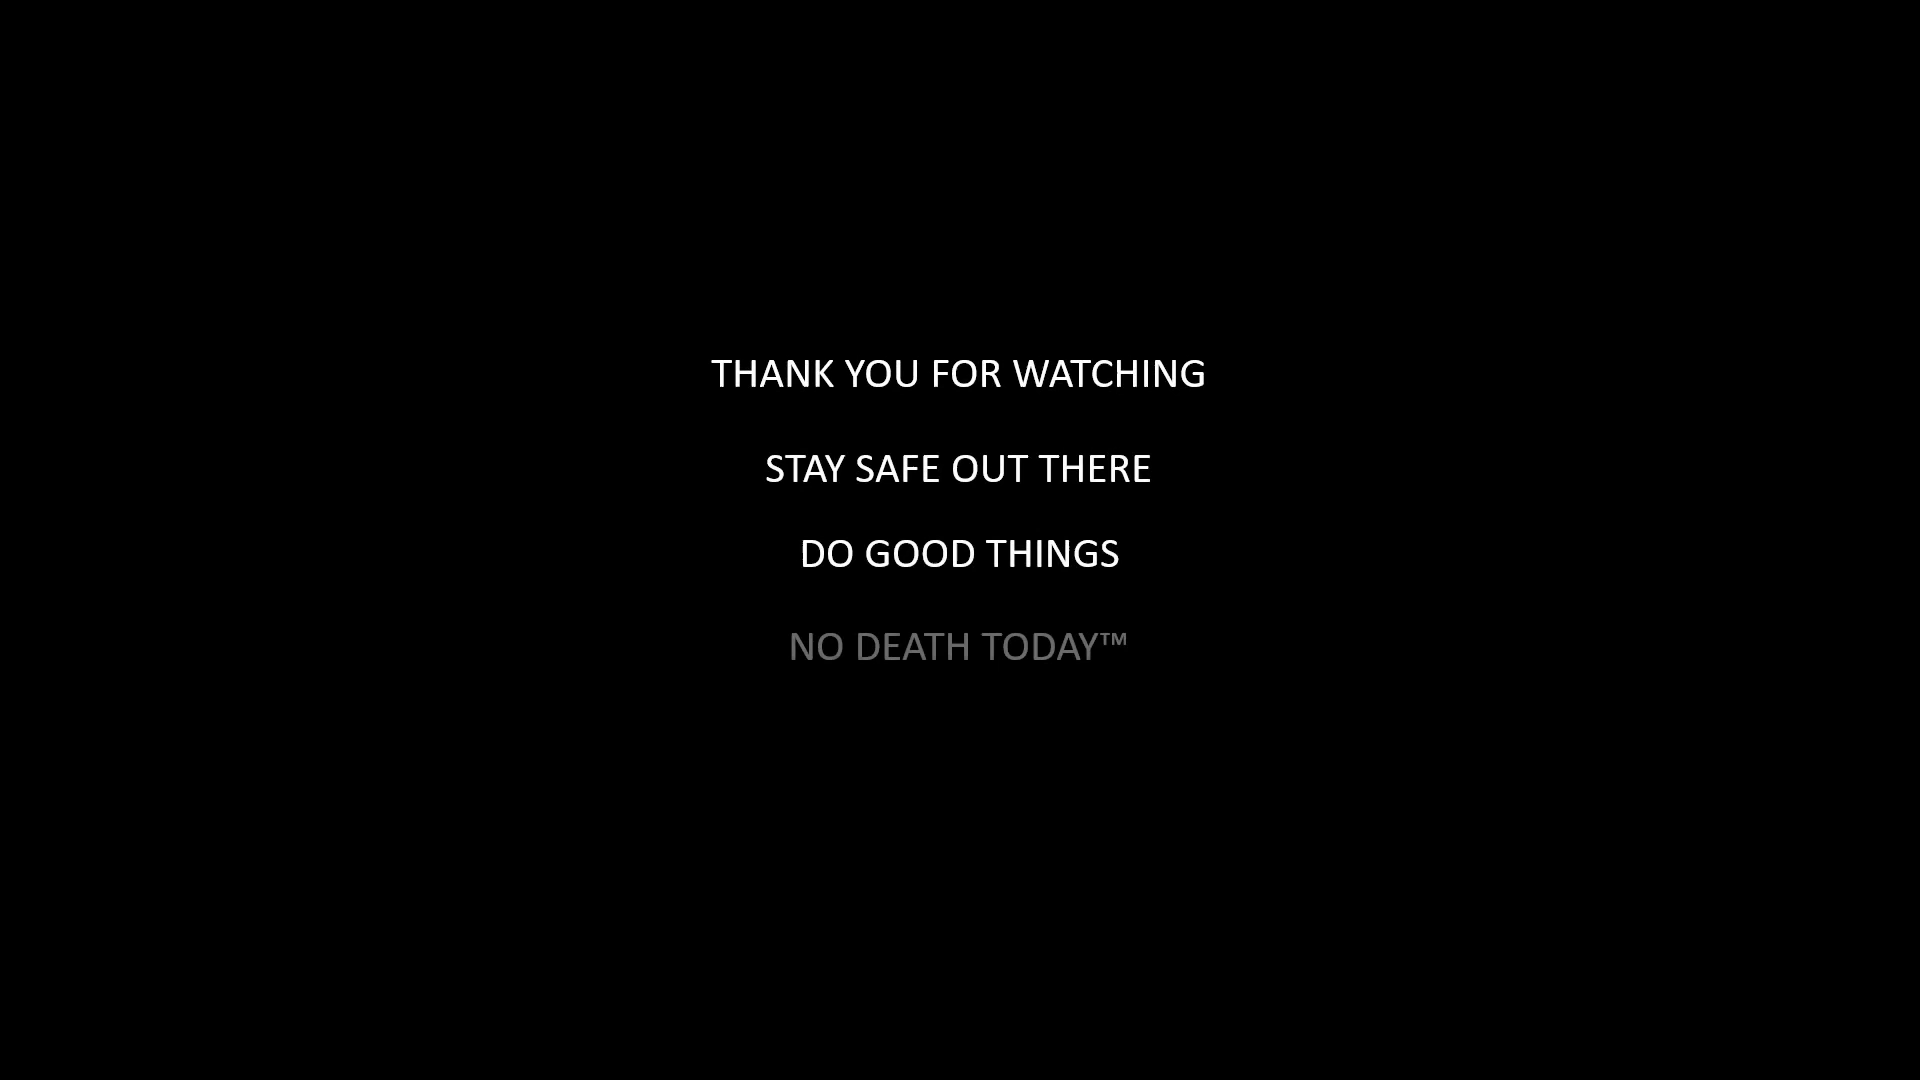 THANK YOU FOR WATCHING
STAY SAFE OUT THERE
DO GOOD THINGS
NO DEATH TODAY™